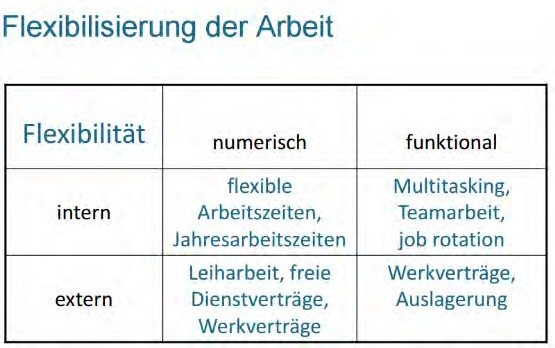 Flexibilisierung der Arbeit
Flexibilität
numerisch
funktional
intern
flexible
Arbeitszeiten,
Jahresarbeitszeiten
Multitasking,
Teamarbeit,
job rotation
extern
Leiharbeit, freie
Dienstverträge,
Werkverträge
Werkverträge,
Auslagerung